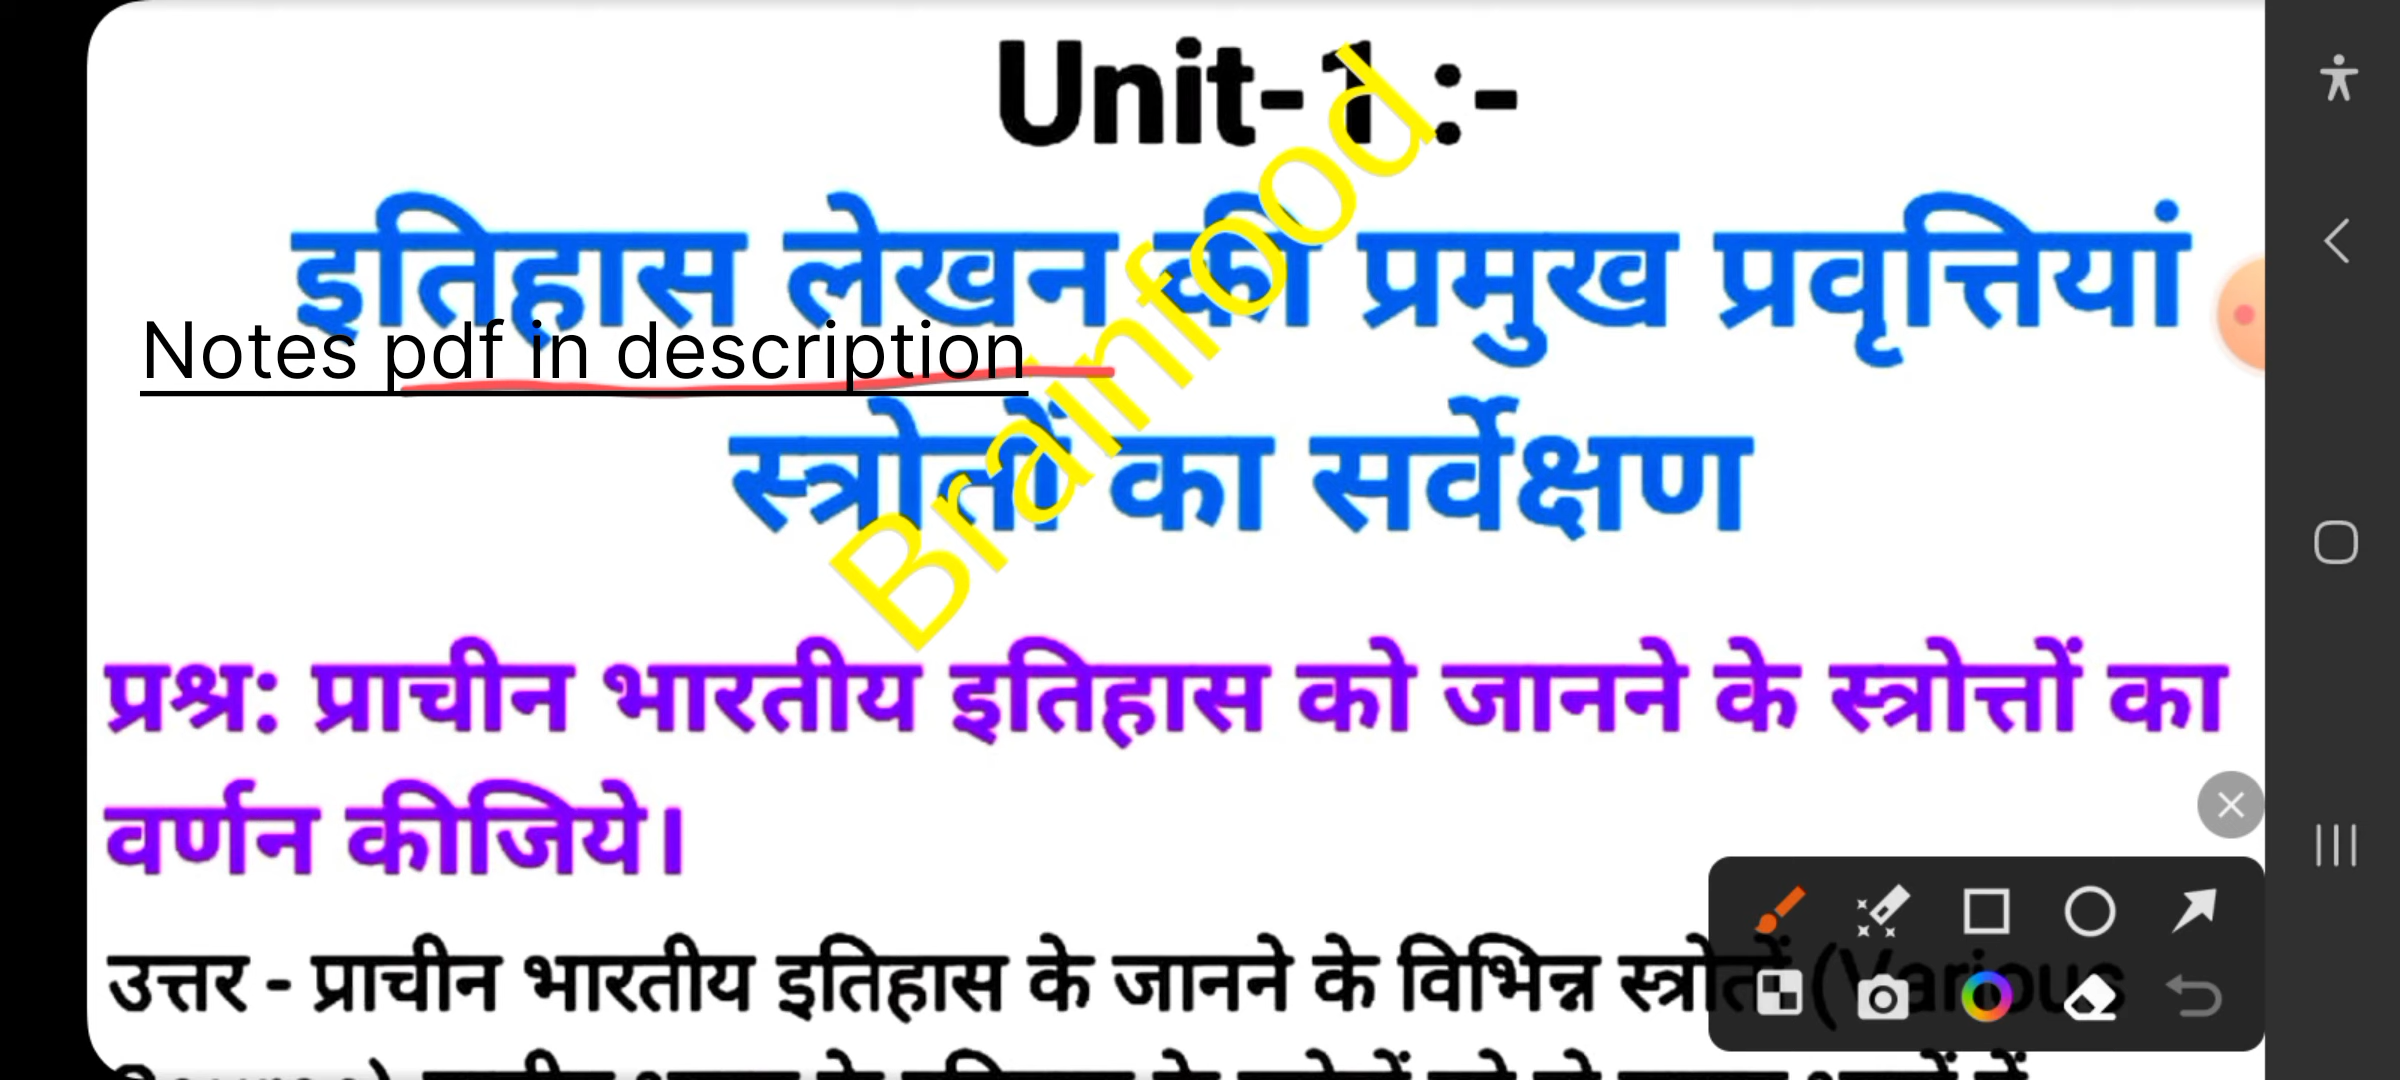 Unit-1 :-
इतिहास लेखन की प्रमुख प्रवृत्तियां
Notes pdf in description
स्त्रोतों का सर्वेक्षण
Brainfood
प्रश्न: प्राचीन भारतीय इतिहास को जानने के स्त्रोत्तों का
वर्णन कीजिये।
उत्तर - प्राचीन भारतीय इतिहास के जानने के विभिन्न स्त्रोतों (Various